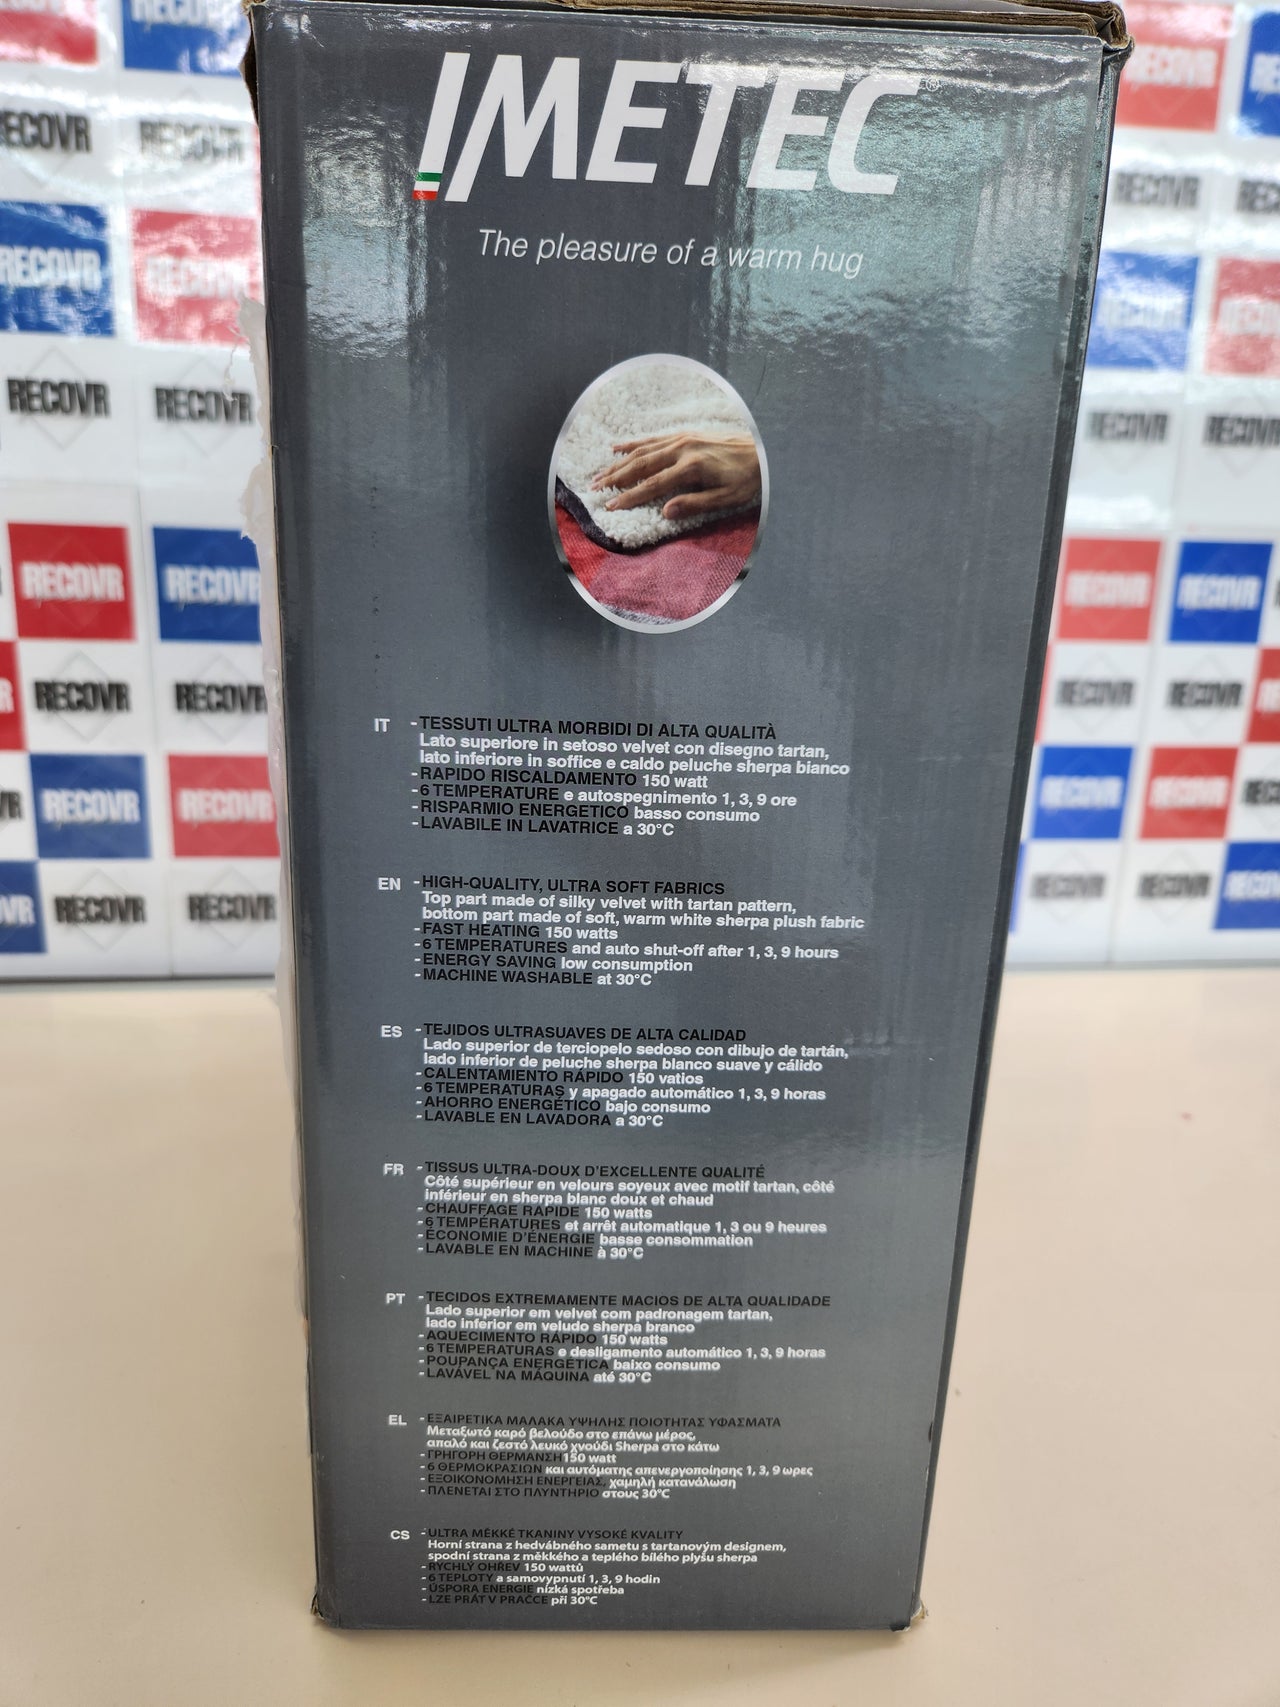 IMETEC®
The pleasure of a warm hug
IT -TESSUTI ULTRA MORBIDI DI ALTA QUALITÀ
Lato superiore in setoso velvet con disegno tartan,
lato inferiore in soffice e caldo peluche sherpa bianco
-RAPIDO RISCALDAMENTO 150 watt
-6 TEMPERATURE e autospegnimento 1, 3, 9 ore
-RISPARMIO ENERGETICO basso consumo
-LAVABILE IN LAVATRICE a 30°C
EN -HIGH-QUALITY, ULTRA SOFT FABRICS
Top part made of silky velvet with tartan pattern,
bottom part made of soft, warm white sherpa plush fabric
-FAST HEATING 150 watts
-6 TEMPERATURES and auto shut-off after 1, 3, 9 hours
-ENERGY SAVING low consumption
-MACHINE WASHABLE at 30°C
ES -TEJIDOS ULTRASUAVES DE ALTA CALIDAD
Lado superior de terciopelo sedoso con dibujo de tartán,
lado inferior de peluche sherpa blanco suave y cálido
-CALENTAMIENTO RÁPIDO 150 vatios
-6 TEMPERATURAS y apagado automático 1, 3, 9 horas
-AHORRO ENERGÉTICO bajo consumo
-LAVABLE EN LAVADORA a 30°C
FR -TISSUS ULTRA-DOUX D'EXCELLENTE QUALITÉ
Côté supérieur en velours soyeux avec motif tartan, côté
inférieur en sherpa blanc doux et chaud
-CHAUFFAGE RAPIDE 150 watts
-6 TEMPÉRATURES et arrêt automatique 1, 3 ou 9 heures
-ÉCONOMIE D'ÉNERGIE basse consommation
-LAVABLE EN MACHINE à 30°C
PT -TECIDOS EXTREMAMENTE MACIOS DE ALTA QUALIDADE
Lado superior em velvet com padronagem tartan,
lado inferior em veludo sherpa branco
-AQUECIMENTO RÁPIDO 150 watts
-6 TEMPERATURAS e desligamento automático 1, 3, 9 horas
-POUPANÇA ENERGÉTICA baixo consumo
-LAVÁVEL NA MÁQUINA até 30°C
EL -ΕΞΑΙΡΕΤΙΚΑ ΜΑΛΑΚΑ ΥΨΗΛΗΣ ΠΟΙΟΤΗΤΑΣ ΥΦΑΣΜΑΤΑ
Μεταξωτό καρό βελούδο στο επάνω μέρος,
απαλό και ζεστό λευκό χνούδι Sherpa στο κάτω
-ΓΡΗΓΟΡΗ ΘΕΡΜΑΝΣΗ 150 watt
-6 ΘΕΡΜΟΚΡΑΣΙΩΝ και αυτόματης απενεργοποίησης 1, 3, 9 ωρες
-ΕΞΟΙΚΟΝΟΜΗΣΗ ΕΝΕΡΓΕΙΑΣ, χαμηλή κατανάλωση
-ΠΛΕΝΕΤΑΙ ΣΤΟ ΠΛΥΝΤΗΡΙΟ στους 30°C
CS -ULTRA MĚKKÉ TKANINY VYSOKÉ KVALITY
Horní strana z hedvábného sametu s tartanovým designem,
spodní strana z měkkého a teplého bílého plyšu sherpa
-RYCHLÝ OHŘEV 150 wattů
-6 TEPLOTY a samovypnutí 1, 3, 9 hodin
-ÚSPORA ENERGIE nízká spotřeba
-LZE PRÁT V PRAČCE při 30°C
RECOVR